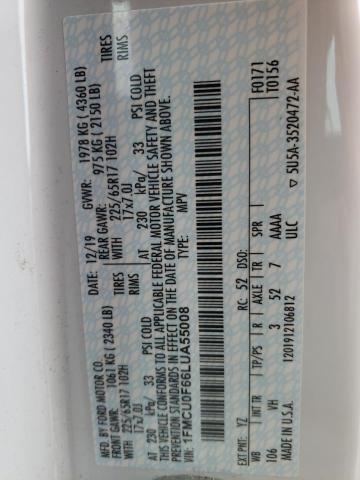 MFD. BY FORD MOTOR CO.
DATE: 12/19 GVWR: 1978 KG ( 4360 LB)
FRONT GAWR: 1061 KG ( 2340 LB) REAR GAWR: 975 KG ( 2150 LB)
225/65R17 102H TIRES WITH 225/65R17 102H TIRES
17x7.0J RIMS 17x7.0J RIMS
AT 230 kPa/ 33 PSI COLD AT 230 kPa/ 33 PSI COLD
THIS VEHICLE CONFORMS TO ALL APPLICABLE FEDERAL MOTOR VEHICLE SAFETY AND THEFT
PREVENTION STANDARDS IN EFFECT ON THE DATE OF MANUFACTURE SHOWN ABOVE.
VIN: 1FMCU0F66LUA55008 TYPE: MPV
F0171
T0156
EXT PNT: YZ RC: 52 DSO:
WB INT TR TP/PS R AXLE TR SPR
106 VH 3 52 7 AAAA
ULC
MADE IN U.S.A. 1201912106812 5U5A-3520472-AA